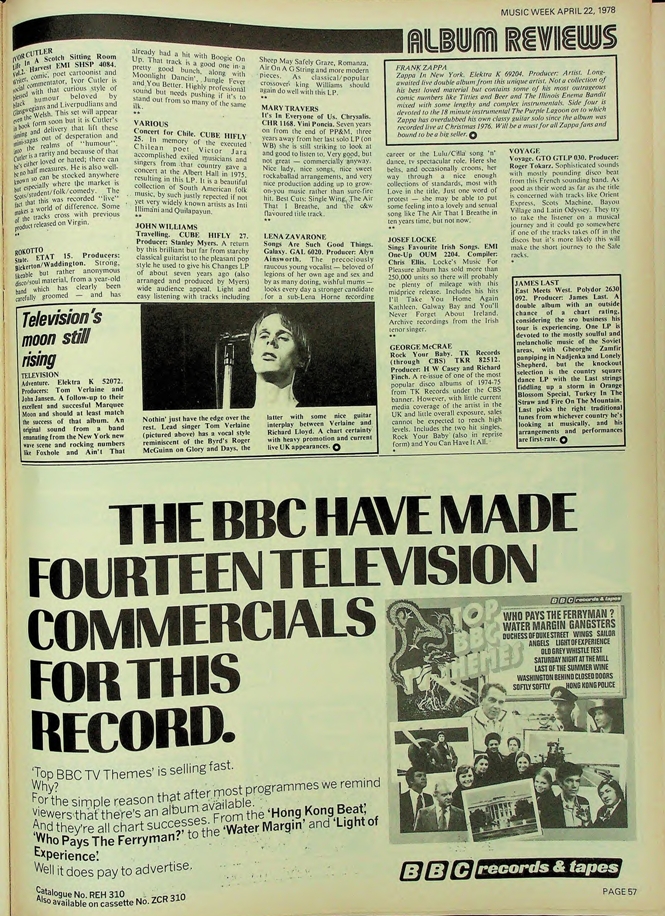 MUSIC WEEK APRIL 22, 1978
ALBUM REVIEWS
IVOR CUTLER
Life In A Scotch Sitting Room
Vol.2. Harvest EMI SHSP 4084.
Writer, comic, poet cartoonist and
social commentator, Ivor Cutler is
blessed with that curious style of
black humour beloved by
Glaswegians and Liverpudlians and
even the Welsh. This set will appear
in book form soon but it is Cutler's
timing and delivery that lift these
mini-sagas out of desperation and
into the realms of "humour".
Cutler is a rarity and because of that
he's either loved or hated; there can
be no half measures. He is also well-
known so can be stocked anywhere
but especially where the market is
Scots/student/folk/comedy. The
fact that this was recorded "live"
makes a world of difference. Some
of the tracks cross with previous
product released on Virgin.
**
ROKOTTO
State. ETAT 15. Producers:
Bickerton/Waddington. Strong,
likeable but rather anonymous
disco/soul material, from a year-old
band which has clearly been
carefully groomed — and has
already had a hit with Boogie On
Up. That track is a good one in a
pretty good bunch, along with
Moonlight Dancin', Jungle Fever
and You Better. Highly professional
sound but needs pushing if it's to
stand out from so many of the same
ilk.
**
VARIOUS
Concert for Chile. CUBE HIFLY
25. In memory of the executed
Chilean poet Victor Jara
accomplished exiled musicians and
singers from that country gave a
concert at the Albert Hall in 1975,
resulting in this LP. It is a beautiful
collection of South American folk
music, by such justly rejected if not
yet very widely known artists as Inti
Illimani and Quilapayun.
**
JOHN WILLIAMS
Travelling. CUBE HIFLY 27.
Producer: Stanley Myers. A return
by this brilliant but far from starchy
classical guitarist to the pleasant pop
style he used to give his Changes LP
of about seven years ago (also
arranged and produced by Myers)
wide audience appeal. Light and
easy listening with tracks including
Sheep May Safely Graze, Romanza,
Air On A G String and more modern
pieces. As classical/popular
crossover king Williams should
again do well with this LP.
**
MARY TRAVERS
It's In Everyone of Us. Chrysalis.
CHR 1168. Vini Poncia. Seven years
on from the end of PP&M, three
years away from her last solo LP (on
WB) she is still striking to look at
and good to listen to. Very good, but
not great — commercially anyway.
Nice lady, nice songs, nice sweet
rockaballad arrangements, and very
nice production adding up to grow-
on-you music rather than sure-fire
hit. Best Cuts: Single Wing, The Air
That I Breathe, and the c&w
flavoured title track.
**
LENA ZAVARONE
Songs Are Such Good Things.
Galaxy. GAL 6020. Producer: Alyn
Ainsworth. The precociously
raucous young vocalist — beloved of
legions of her own age and sex and
by as many doting, wishful mums —
looks every day a stronger candidate
for a sub-Lena Horne recording
career or the Lulu/Cilla song 'n'
dance, tv spectacular role. Here she
belts, and occasionally croons, her
way through a nice enough
collections of standards, most with
Love in the title. Just one word of
protest — she may be able to put
some feeling into a lovely and sensual
song like The Air That I Breathe in
ten years time, but not now.
**
JOSEF LOCKE
Sings Favourite Irish Songs. EMI
One-Up OUM 2204. Compiler:
Chris Ellis. Locke's Music For
Pleasure album has sold more than
250,000 units so there will probably
be plenty of mileage with this
midprice release. Includes his hits
I'll Take You Home Again
Kathleen, Galway Bay and You'll
Never Forget About Ireland.
Archive recordings from the Irish
tenor singer.
**
GEORGE McCRAE
Rock Your Baby. TK Records
(through CBS) TKR 82512.
Producer: H W Casey and Richard
Finch. A re-issue of one of the most
popular disco albums of 1974-75
from TK Records under the CBS
banner. However, with little current
media coverage of the artist in the
UK and little overall exposure, sales
cannot be expected to reach high
levels. Includes the two hit singles,
Rock Your Baby (also in reprise
form) and You Can Have It All.
*
FRANK ZAPPA
Zappa In New York. Elektra K 69204. Producer: Artist. Long-
awaited live double album from this unique artist. Not a collection of
his best loved material but contains some of his most outrageous
comic numbers like Titties and Beer and The Illinois Enema Bandit
mixed with some lengthy and complex instrumentals. Side four is
devoted to the 18 minute instrumental The Purple Lagoon on to which
Zappa has overdubbed his own classy guitar solo since the album was
recorded live at Christmas 1976. Will be a must for all Zappa fans and
bound to be a big seller.
VOYAGE
Voyage. GTO GTLP 030. Producer:
Roger Tokarz. Sophisticated sounds
with mostly pounding disco beat
from this French sounding band. As
good as their word as far as the title
is concerned with tracks like Orient
Express, Scots Machine, Bayou
Village and Latin Odyssey. They try
to take the listener on a musical
journey and it could go somewhere
if one of the tracks takes off in the
discos but it's more likely this will
make the short journey to the Sale
racks.
*
JAMES LAST
East Meets West. Polydor 2630
092. Producer: James Last. A
double album with an outside
chance of a chart rating,
considering the sro business his
tour is experiencing. One LP is
devoted to the mostly soulful and
melancholic music of the Soviet
areas, with Gheorghe Zamfir
panpiping in Nadjenka and Lonely
Shepherd, but the knockout
selection is the country square
dance LP with the Last strings
fiddling up a storm in Orange
Blossom Special, Turkey In The
Straw and Fire On The Mountain.
Last picks the right traditional
tunes from whichever country he's
looking at musically, and his
arrangements and performances
are first-rate.
Television's
moon still
rising
TELEVISION
Adventure. Elektra K 52072.
Producers: Tom Verlaine and
John Jansen. A follow-up to their
excellent and successful Marquee
Moon and should at least match
the success of that album. An
original sound from a band
emanating from the New York new
wave scene and rocking numbers
like Foxhole and Ain't That
Nothin' just have the edge over the
rest. Lead singer Tom Verlaine
(pictured above) has a vocal style
reminiscent of the Byrd's Roger
McGuinn on Glory and Days, the
latter with some nice guitar
interplay between Verlaine and
Richard Lloyd. A chart certainty
with heavy promotion and current
live UK appearances.
THE BBC HAVE MADE
FOURTEEN TELEVISION
COMMERCIALS
FOR THIS
RECORD.
BBC records & tapes
TOP
BBC
THEMES
WHO PAYS THE FERRYMAN?
WATER MARGIN GANGSTERS
DUCHESS OF DUKE STREET WINGS SAILOR
ANGELS LIGHT OF EXPERIENCE
OLD GREY WHISTLE TEST
SATURDAY NIGHT AT THE MILL
LAST OF THE SUMMER WINE
WASHINGTON BEHIND CLOSED DOORS
SOFTLY SOFTLY HONG KONG POLICE
'Top BBC TV Themes' is selling fast.
Why?
For the simple reason that after most programmes we remind
viewers that there's an album available.
And they're all chart successes. From the 'Hong Kong Beat',
'Who Pays The Ferryman?' to the 'Water Margin' and 'Light of
Experience'.
Well it does pay to advertise.
Catalogue No. REH 310
Also available on cassette No. ZCR 310
BBC records & tapes
PAGE 57